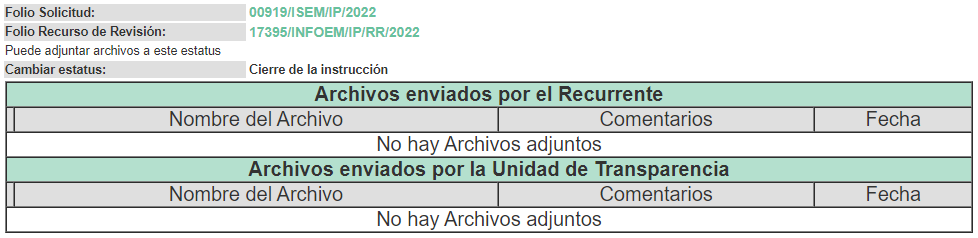 Folio Solicitud: 00919/ISEM/IP/2022
Folio Recurso de Revisión: 17395/INFOEM/IP/RR/2022
Puede adjuntar archivos a este estatus
Cambiar estatus: Cierre de la instrucción
Archivos enviados por el Recurrente
Nombre del Archivo Comentarios Fecha
No hay Archivos adjuntos
Archivos enviados por la Unidad de Transparencia
Nombre del Archivo Comentarios Fecha
No hay Archivos adjuntos